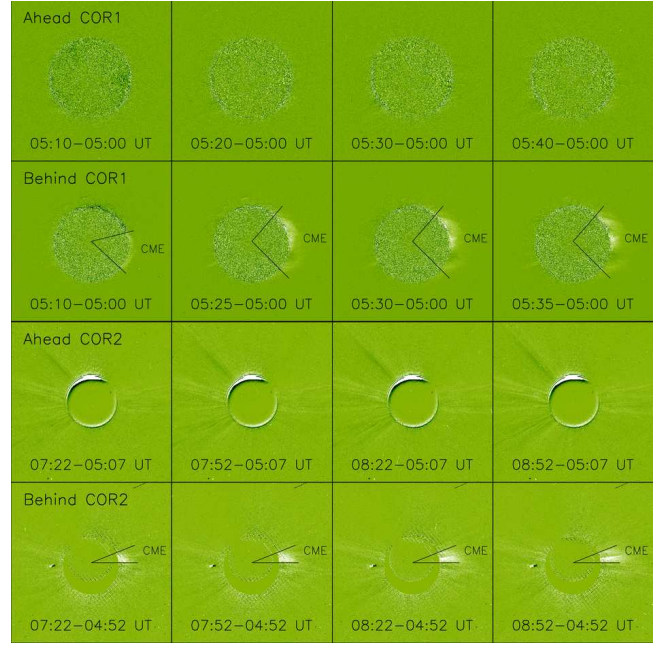 Ahead COR1
05:10−05:00 UT
05:20−05:00 UT
05:30−05:00 UT
05:40−05:00 UT
Behind COR1
CME
CME
CME
CME
05:10−05:00 UT
05:25−05:00 UT
05:30−05:00 UT
05:35−05:00 UT
Ahead COR2
07:22−05:07 UT
07:52−05:07 UT
08:22−05:07 UT
08:52−05:07 UT
Behind COR2
CME
CME
CME
CME
07:22−04:52 UT
07:52−04:52 UT
08:22−04:52 UT
08:52−04:52 UT